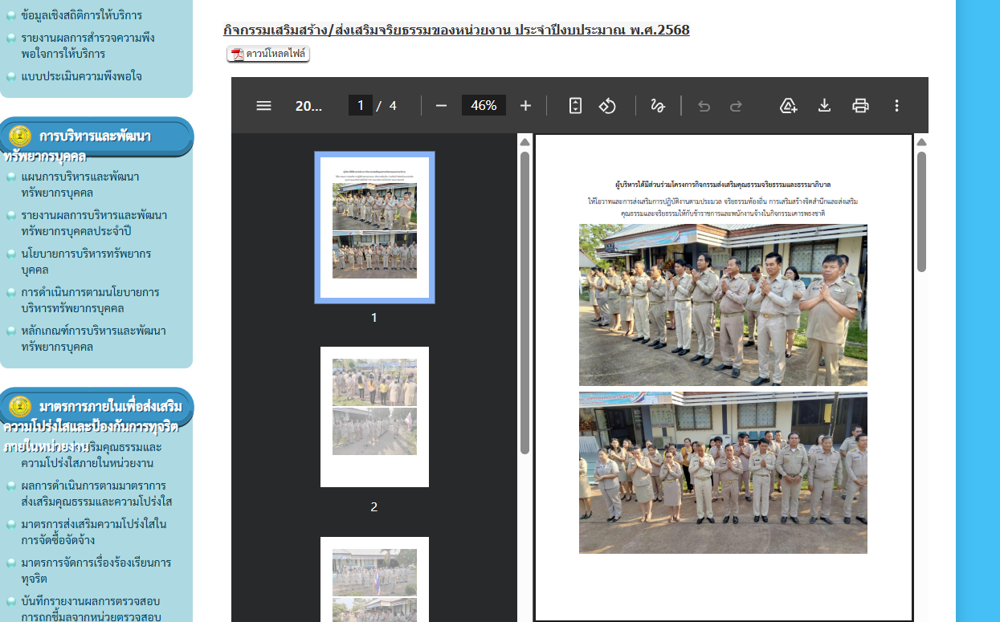 ข้อมูลเชิงสถิติการให้บริการ
รายงานผลการสำรวจความพึง
พอใจการให้บริการ
แบบประเมินความพึงพอใจ
การบริหารและพัฒนา
ทรัพยากรบุคคล
แผนการบริหารและพัฒนา
ทรัพยากรบุคคล
รายงานผลการบริหารและพัฒนา
ทรัพยากรบุคคลประจำปี
นโยบายการบริหารทรัพยากร
บุคคล
การดำเนินการตามนโยบายการ
บริหารทรัพยากรบุคคล
หลักเกณฑ์การบริหารและพัฒนา
ทรัพยากรบุคคล
มาตรการภายในเพื่อส่งเสริม
ความโปร่งใสและป้องกันการทุจริต
ภายในหน่วยงาน
ริมคุณธรรมและ
ความโปร่งใสภายในหน่วยงาน
ผลการดำเนินการตามมาตราการ
ส่งเสริมคุณธรรมและความโปร่งใส
มาตรการส่งเสริมความโปร่งใสใน
การจัดซื้อจัดจ้าง
มาตรการจัดการเรื่องร้องเรียนการ
ทุจริต
บันทึกรายงานผลการตรวจสอบ
การถูกชี้มูลจากหน่วยตรวจสอบ
กิจกรรมเสริมสร้าง/ส่งเสริมจริยธรรมของหน่วยงาน ประจำปีงบประมาณ พ.ศ.2568
ดาวน์โหลดไฟล์
20... 1 / 4 46%
1
2
ผู้บริหารได้มีส่วนร่วมโครงการกิจกรรมส่งเสริมคุณธรรมจริยธรรมและธรรมาภิบาล
ให้โอวาทและการส่งเสริมการปฏิบัติงานตามประมวล จริยธรรมท้องถิ่น การเสริมสร้างจิตสำนึกและส่งเสริม
คุณธรรมและจริยธรรมให้กับข้าราชการและพนักงานจ้างในกิจกรรมเคารพธงชาติ